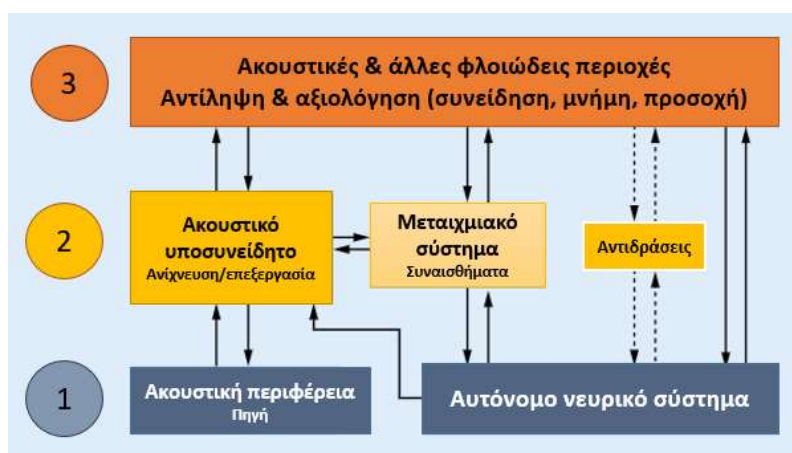 3
Ακουστικές & άλλες φλοιώδεις περιοχές
Αντίληψη & αξιολόγηση (συνείδηση, μνήμη, προσοχή)
2
Ακουστικό
υποσυνείδητο
Ανίχνευση/επεξεργασία
Μεταιχμιακό
σύστημα
Συναισθήματα
Αντιδράσεις
1
Ακουστική περιφέρεια
Πηγή
Αυτόνομο νευρικό σύστημα